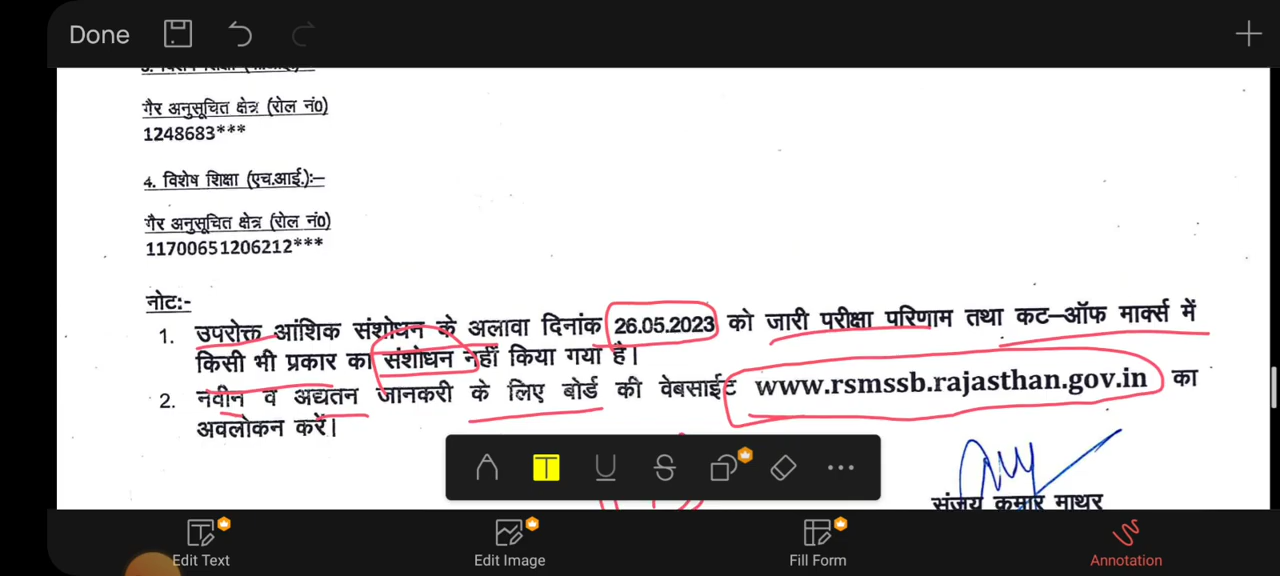 Done
गैर अनुसूचित क्षेत्र (रोल नं0)
1248683***
4. विशेष शिक्षा (एच.आई.):–
गैर अनुसूचित क्षेत्र (रोल नं0)
11700651206212***
नोट:-
1. उपरोक्त आंशिक संशोधन के अलावा दिनांक 26.05.2023 को जारी परीक्षा परिणाम तथा कट–ऑफ मार्क्स में
किसी भी प्रकार का संशोधन नहीं किया गया है।
2. नवीन व अद्यतन जानकरी के लिए बोर्ड की वेबसाईट www.rsmssb.rajasthan.gov.in का
अवलोकन करें।
संजय कुमार माथुर
Edit Text
Edit Image
Fill Form
Annotation